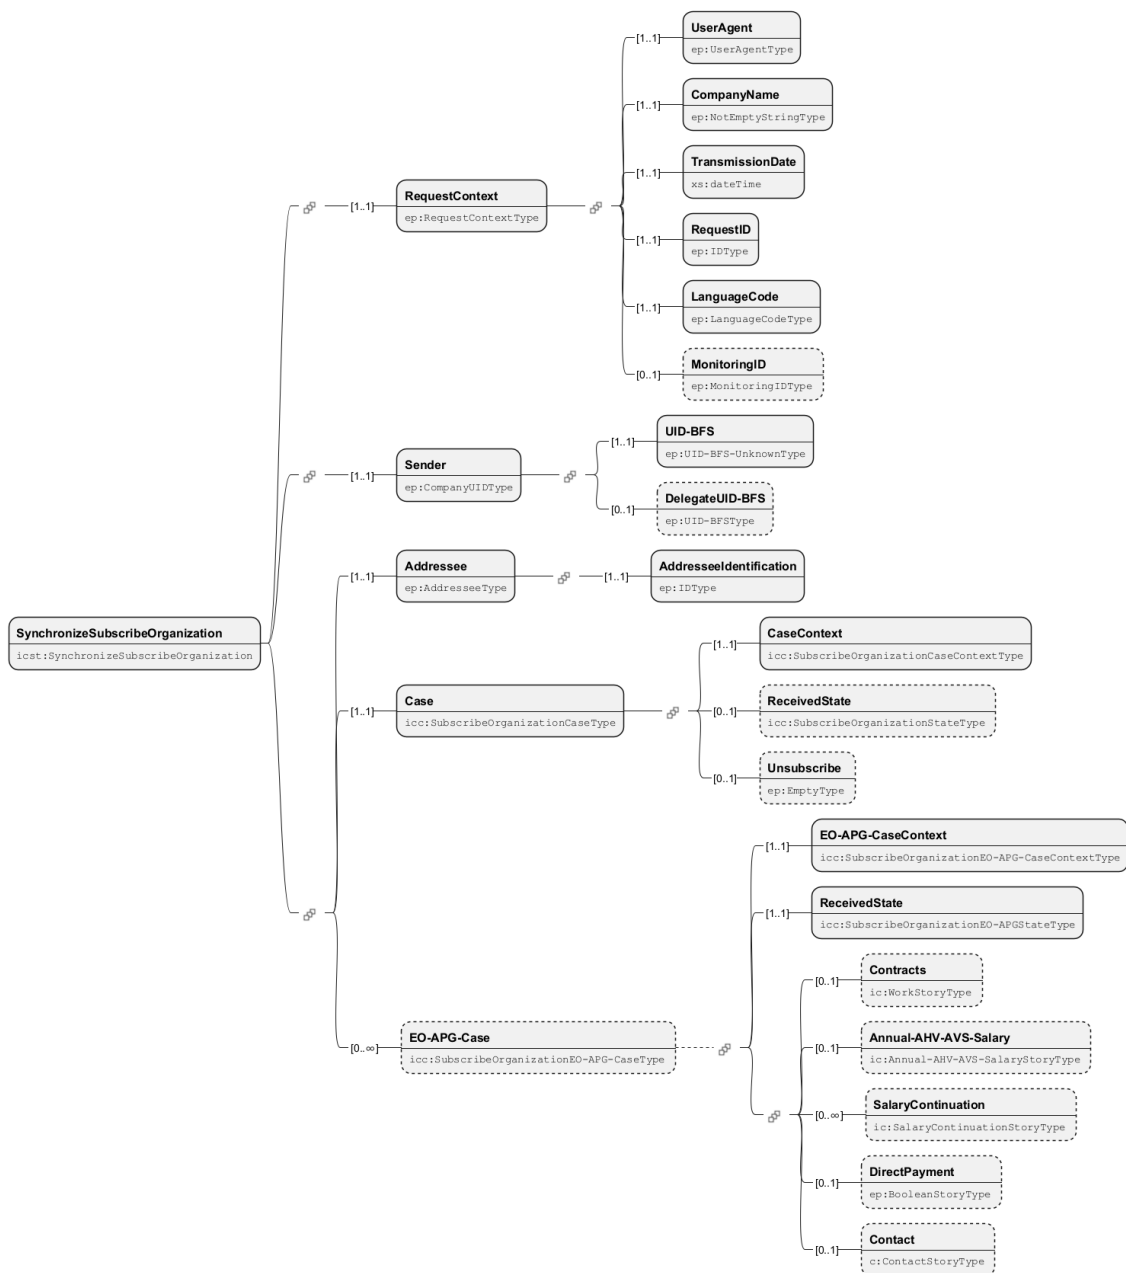 SynchronizeSubscribeOrganization
icst:SynchronizeSubscribeOrganization
[1..1]
RequestContext
ep:RequestContextType
[1..1]
UserAgent
ep:UserAgentType
[1..1]
CompanyName
ep:NotEmptyStringType
[1..1]
TransmissionDate
xs:dateTime
[1..1]
RequestID
ep:IDType
[1..1]
LanguageCode
ep:LanguageCodeType
[0..1]
MonitoringID
ep:MonitoringIDType
[1..1]
Sender
ep:CompanyUIDType
[1..1]
UID-BFS
ep:UID-BFS-UnknownType
[0..1]
DelegateUID-BFS
ep:UID-BFSType
[1..1]
Addressee
ep:AddresseeType
[1..1]
AddresseeIdentification
ep:IDType
[1..1]
Case
icc:SubscribeOrganizationCaseType
[1..1]
CaseContext
icc:SubscribeOrganizationCaseContextType
[0..1]
ReceivedState
icc:SubscribeOrganizationStateType
[0..1]
Unsubscribe
ep:EmptyType
[0..∞]
EO-APG-Case
icc:SubscribeOrganizationEO-APG-CaseType
[1..1]
EO-APG-CaseContext
icc:SubscribeOrganizationEO-APG-CaseContextType
[1..1]
ReceivedState
icc:SubscribeOrganizationEO-APGStateType
[0..1]
Contracts
ic:WorkStoryType
[0..1]
Annual-AHV-AVS-Salary
ic:Annual-AHV-AVS-SalaryStoryType
[0..∞]
SalaryContinuation
ic:SalaryContinuationStoryType
[0..1]
DirectPayment
ep:BooleanStoryType
[0..1]
Contact
c:ContactStoryType